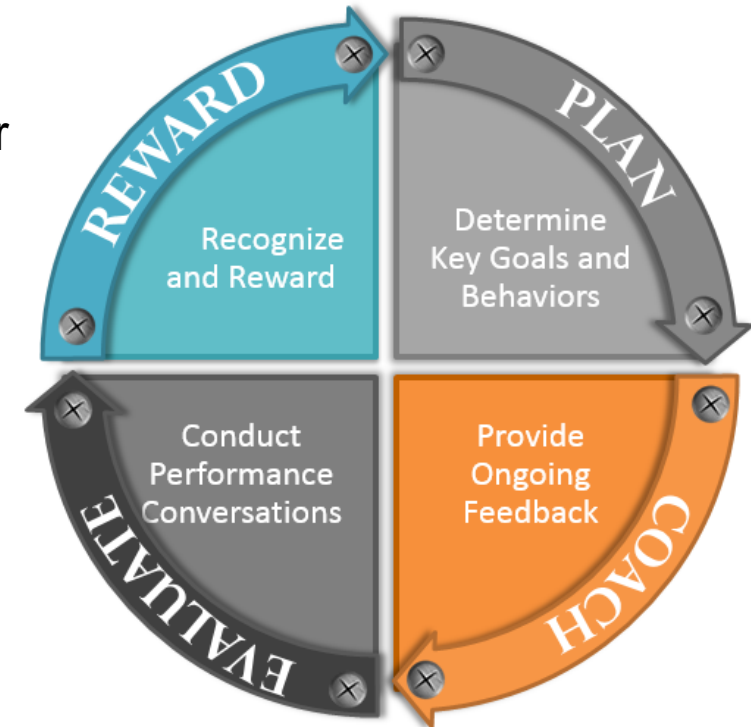 r
REWARD
Recognize
and Reward
PLAN
Determine
Key Goals and
Behaviors
COACH
Provide
Ongoing
Feedback
EVALUATE
Conduct
Performance
Conversations